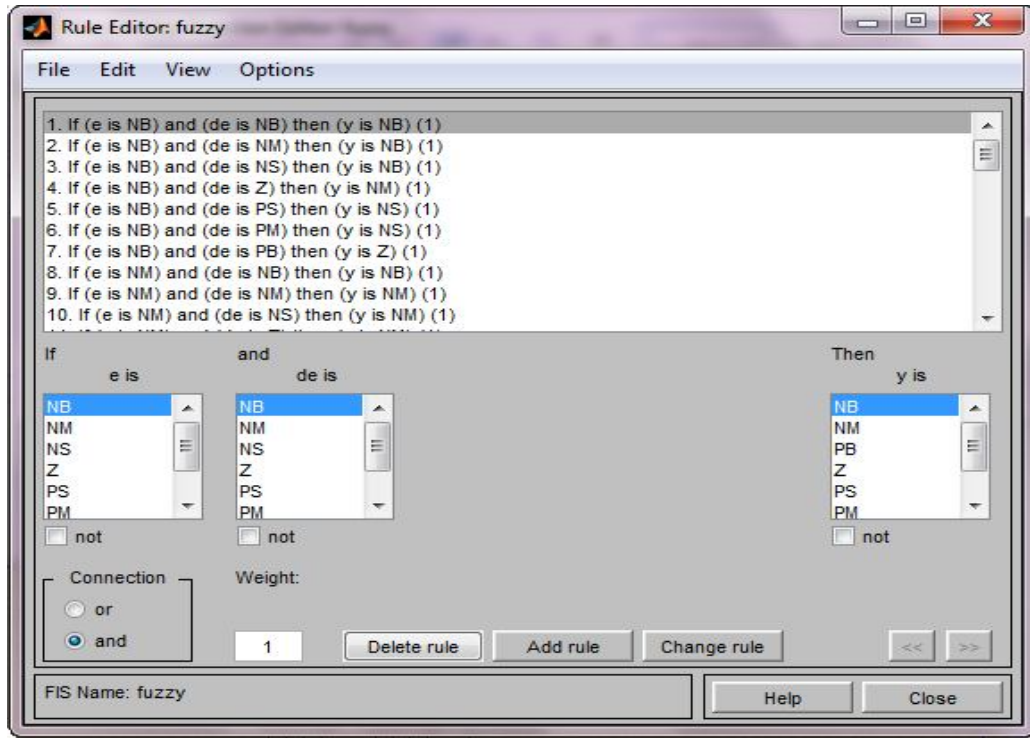 Rule Editor: fuzzy
File Edit View Options
1. If (e is NB) and (de is NB) then (y is NB) (1)
2. If (e is NB) and (de is NM) then (y is NB) (1)
3. If (e is NB) and (de is NS) then (y is NB) (1)
4. If (e is NB) and (de is Z) then (y is NM) (1)
5. If (e is NB) and (de is PS) then (y is NS) (1)
6. If (e is NB) and (de is PM) then (y is NS) (1)
7. If (e is NB) and (de is PB) then (y is Z) (1)
8. If (e is NM) and (de is NB) then (y is NB) (1)
9. If (e is NM) and (de is NM) then (y is NM) (1)
10. If (e is NM) and (de is NS) then (y is NM) (1)
If and Then
e is de is y is
NB NB NB
NM NM NM
NS NS PB
Z Z Z
PS PS PS
PM PM PM
not not not
Connection Weight:
or
and 1 Delete rule Add rule Change rule << >>
FIS Name: fuzzy Help Close